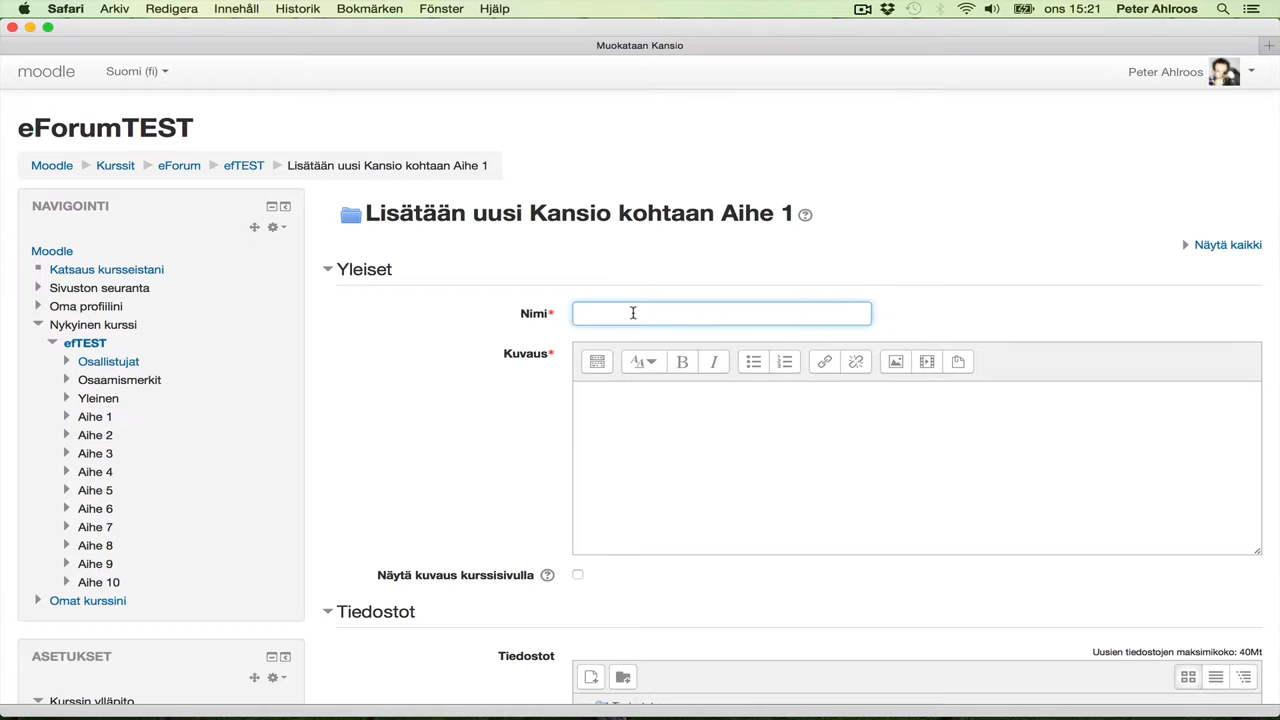 Safari Arkiv Redigera Innehåll Historik Bokmärken Fönster Hjälp ons 15:21 Peter Ahlroos
Muokataan Kansio
moodle Suomi (fi) Peter Ahlroos
eForumTEST
Moodle Kurssit eForum efTEST Lisätään uusi Kansio kohtaan Aihe 1
NAVIGOINTI
Moodle
Katsaus kursseistani
Sivuston seuranta
Oma profiilini
Nykyinen kurssi
efTEST
Osallistujat
Osaamismerkit
Yleinen
Aihe 1
Aihe 2
Aihe 3
Aihe 4
Aihe 5
Aihe 6
Aihe 7
Aihe 8
Aihe 9
Aihe 10
Omat kurssini
ASETUKSET
Kurssin ylläpito
Lisätään uusi Kansio kohtaan Aihe 1
Näytä kaikki
Yleiset
Nimi*
Kuvaus*
Näytä kuvaus kurssisivulla
Tiedostot
Tiedostot
Uusien tiedostojen maksimikoko: 40Mt